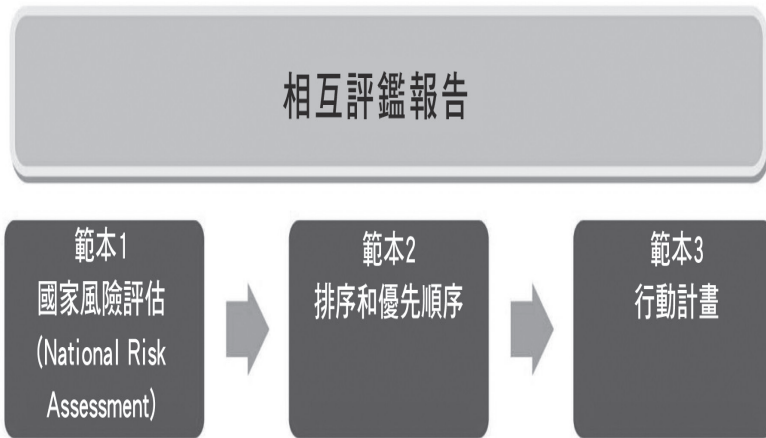 相互評鑑報告
範本1
國家風險評估
(National Risk
Assessment)
範本2
排序和優先順序
範本3
行動計畫